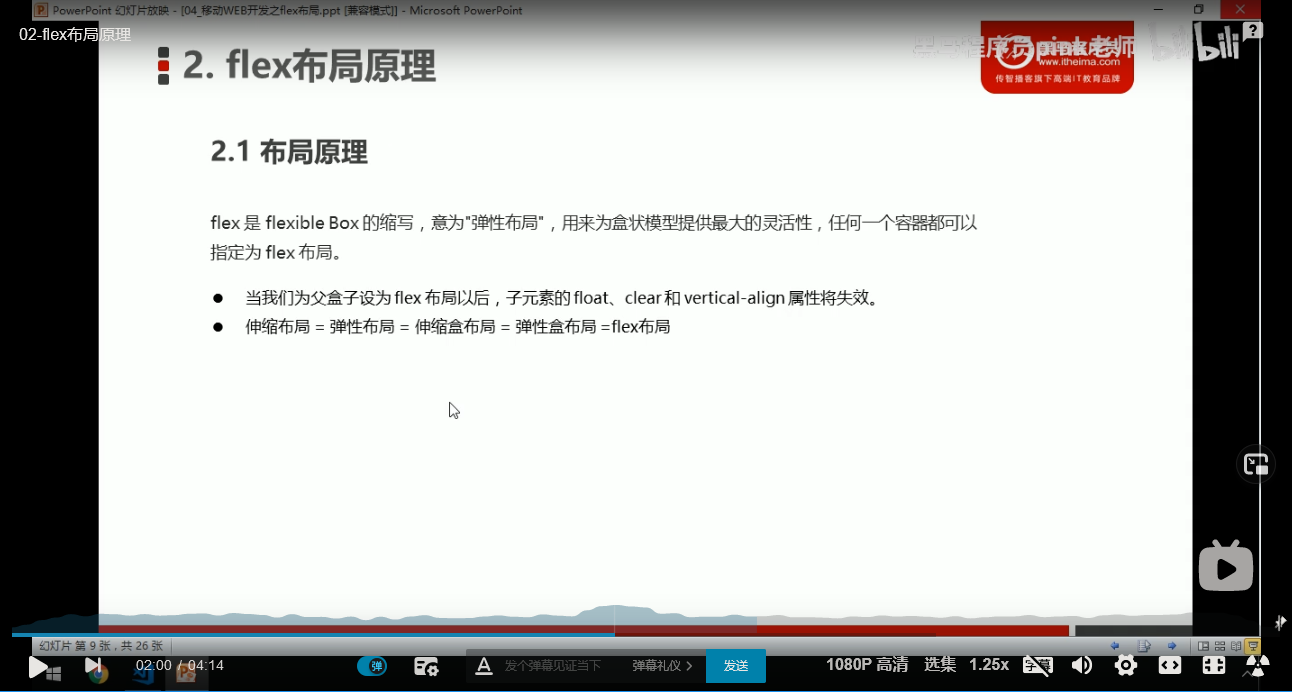 PowerPoint 幻灯片放映 - [04_移动WEB开发之flex布局.ppt [兼容模式]] - Microsoft PowerPoint
02-flex布局原理
程序员pink老师
bilibili
?
2. flex布局原理
www.itheima.com
传智播客旗下高端IT教育品牌
2.1 布局原理
flex 是 flexible Box 的缩写，意为"弹性布局"，用来为盒状模型提供最大的灵活性，任何一个容器都可以
指定为 flex 布局。
● 当我们为父盒子设为 flex 布局以后，子元素的 float、clear 和 vertical-align 属性将失效。
● 伸缩布局 = 弹性布局 = 伸缩盒布局 = 弹性盒布局 =flex布局
幻灯片 第 9 张，共 26 张
02:00 / 04:14
弹
A
发个弹幕见证当下
弹幕礼仪
发送
1080P 高清
选集
1.25x
字幕